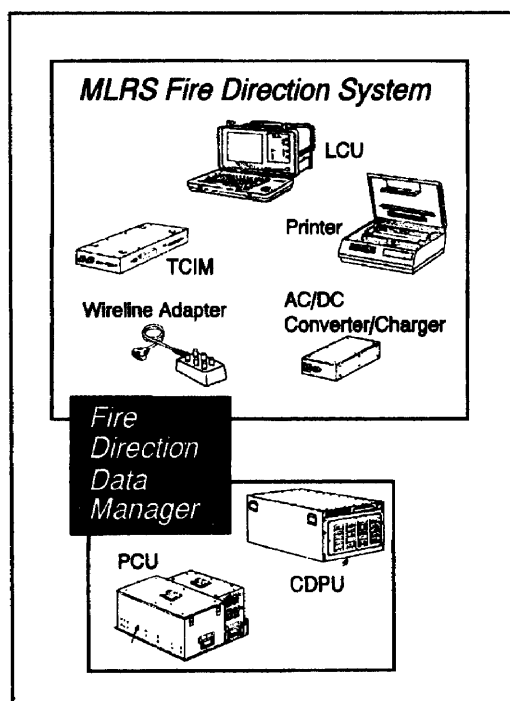 MLRS Fire Direction System
LCU
Printer
TCIM
Wireline Adapter
AC/DC
Converter/Charger
Fire
Direction
Data
Manager
PCU
CDPU